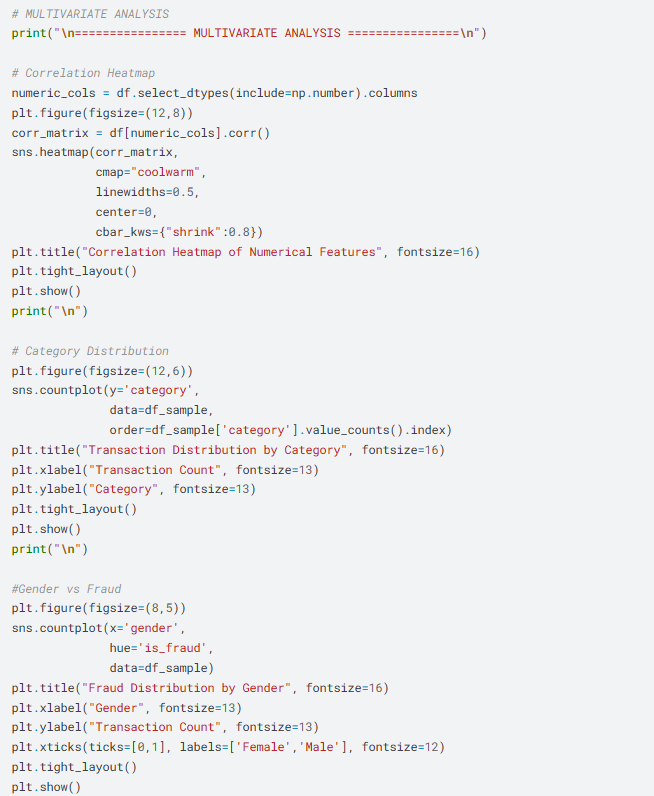 # MULTIVARIATE ANALYSIS
print("\n================ MULTIVARIATE ANALYSIS ================\n")

# Correlation Heatmap
numeric_cols = df.select_dtypes(include=np.number).columns
plt.figure(figsize=(12,8))
corr_matrix = df[numeric_cols].corr()
sns.heatmap(corr_matrix,
            cmap="coolwarm",
            linewidths=0.5,
            center=0,
            cbar_kws={"shrink":0.8})
plt.title("Correlation Heatmap of Numerical Features", fontsize=16)
plt.tight_layout()
plt.show()
print("\n")

# Category Distribution
plt.figure(figsize=(12,6))
sns.countplot(y='category',
              data=df_sample,
              order=df_sample['category'].value_counts().index)
plt.title("Transaction Distribution by Category", fontsize=16)
plt.xlabel("Transaction Count", fontsize=13)
plt.ylabel("Category", fontsize=13)
plt.tight_layout()
plt.show()
print("\n")

#Gender vs Fraud
plt.figure(figsize=(8,5))
sns.countplot(x='gender',
              hue='is_fraud',
              data=df_sample)
plt.title("Fraud Distribution by Gender", fontsize=16)
plt.xlabel("Gender", fontsize=13)
plt.ylabel("Transaction Count", fontsize=13)
plt.xticks(ticks=[0,1], labels=['Female','Male'], fontsize=12)
plt.tight_layout()
plt.show()